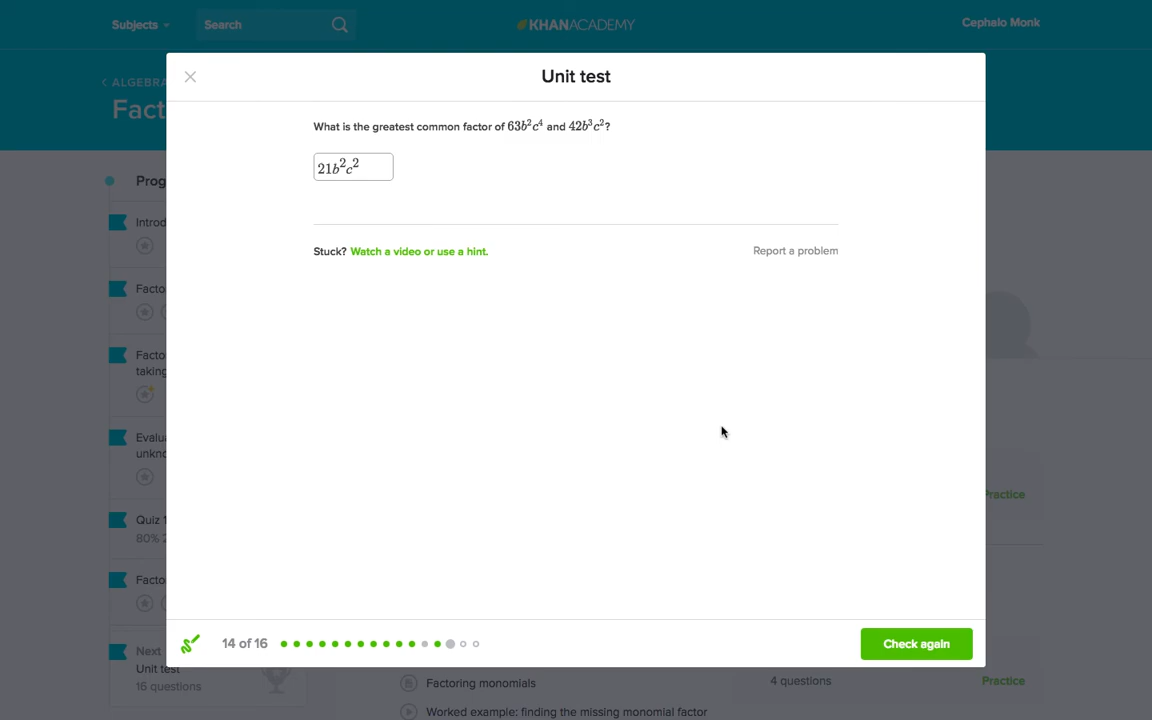 Subjects
Search
KHANACADEMY
Cephalo Monk
ALGEBRA
Fact
Unit test
What is the greatest common factor of 63b²c⁴ and 42b³c²?
21b²c²
Stuck? Watch a video or use a hint.
Report a problem
Prog
Introd
Facto
Facto
taking
Evalua
unkno
Quiz 1
80%
Facto
Next
Unit test
16 questions
Practice
14 of 16
Check again
Factoring monomials
4 questions
Practice
Worked example: finding the missing monomial factor